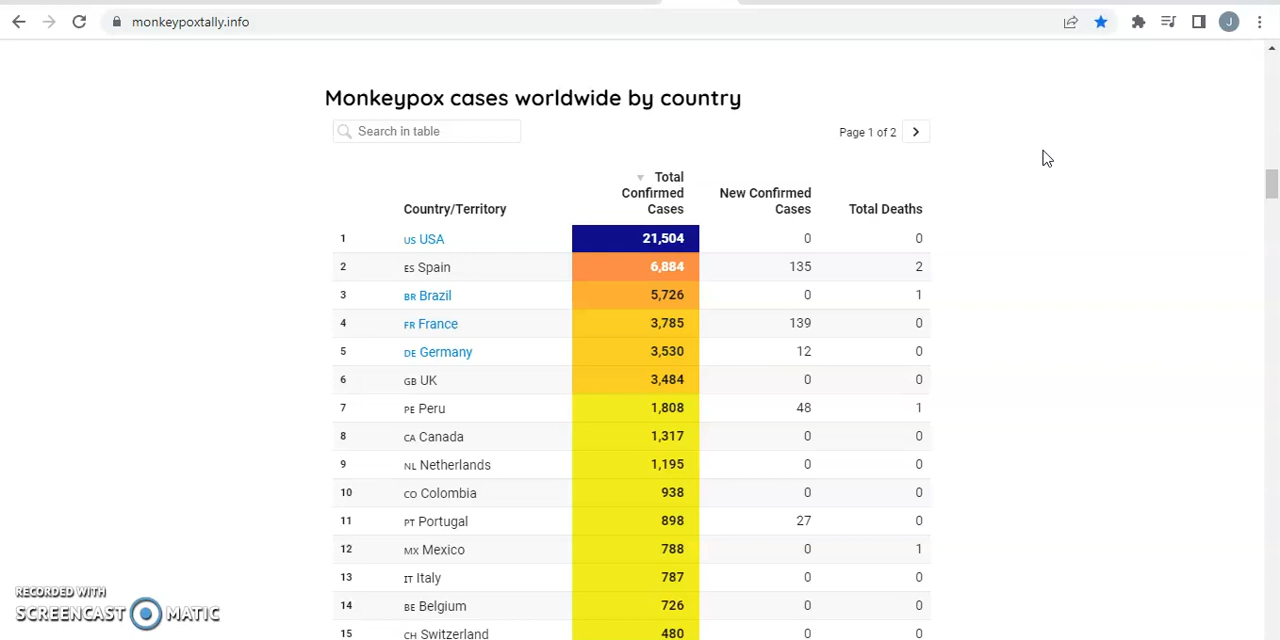 monkeypoxtally.info
J
Monkeypox cases worldwide by country
Search in table
Page 1 of 2
Total
Confirmed
Cases
New Confirmed
Cases
Country/Territory
Total Deaths
1 US USA 21,504 0 0
2 ES Spain 6,884 135 2
3 BR Brazil 5,726 0 1
4 FR France 3,785 139 0
5 DE Germany 3,530 12 0
6 GB UK 3,484 0 0
7 PE Peru 1,808 48 1
8 CA Canada 1,317 0 0
9 NL Netherlands 1,195 0 0
10 CO Colombia 938 0 0
11 PT Portugal 898 27 0
12 MX Mexico 788 0 1
13 IT Italy 787 0 0
14 BE Belgium 726 0 0
15 CH Switzerland 480 0 0
RECORDED WITH
SCREENCAST MATIC